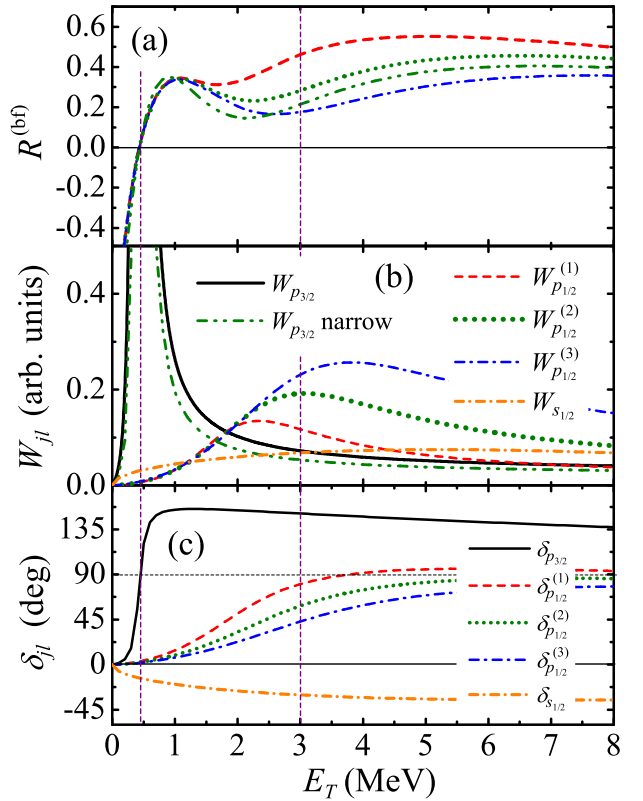 (a)
R^(bf)
0.6
0.4
0.2
0.0
-0.2
-0.4
(b)
W_jl (arb. units)
0.4
0.2
0.0
W_p3/2
W_p3/2 narrow
W_p1/2^(1)
W_p1/2^(2)
W_p1/2^(3)
W_s1/2
(c)
δ_jl (deg)
135
90
45
0
-45
δ_p3/2
δ_p1/2^(1)
δ_p1/2^(2)
δ_p1/2^(3)
δ_s1/2
0 1 2 3 4 5 6 7 8
E_T (MeV)